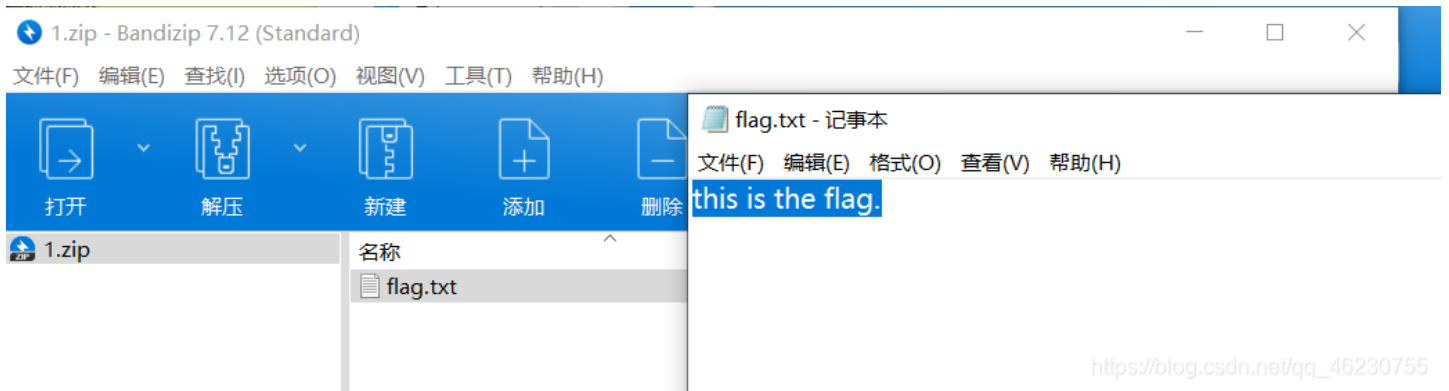 1.zip - Bandizip 7.12 (Standard)
文件(F) 编辑(E) 查找(I) 选项(O) 视图(V) 工具(T) 帮助(H)
打开 解压 新建 添加 删除
1.zip
名称
flag.txt
flag.txt - 记事本
文件(F) 编辑(E) 格式(O) 查看(V) 帮助(H)
this is the flag.
https://blog.csdn.net/qq_46230755